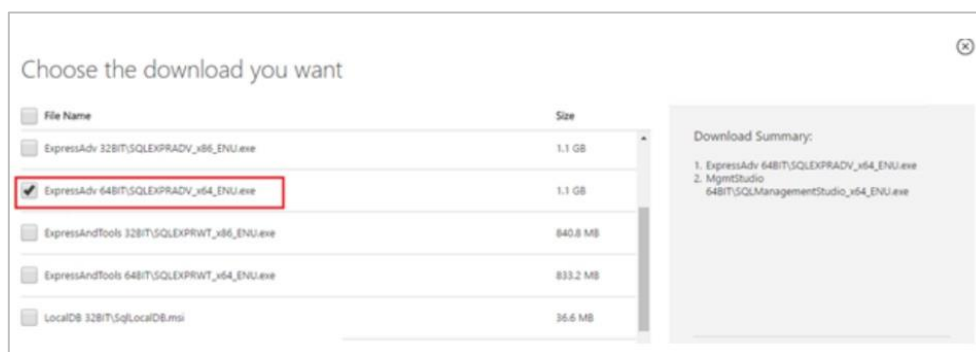 Choose the download you want
File Name Size
ExpressAdv 32BIT\SQLEXPRADV_x86_ENU.exe 1.1 GB
ExpressAdv 64BIT\SQLEXPRADV_x64_ENU.exe 1.1 GB
ExpressAndTools 32BIT\SQLEXPRWT_x86_ENU.exe 840.8 MB
ExpressAndTools 64BIT\SQLEXPRWT_x64_ENU.exe 833.2 MB
LocalDB 32BIT\SqlLocalDB.msi 36.6 MB
Download Summary:
1. ExpressAdv 64BIT\SQLEXPRADV_x64_ENU.exe
2. MgmtStudio
64BIT\SQLManagementStudio_x64_ENU.exe